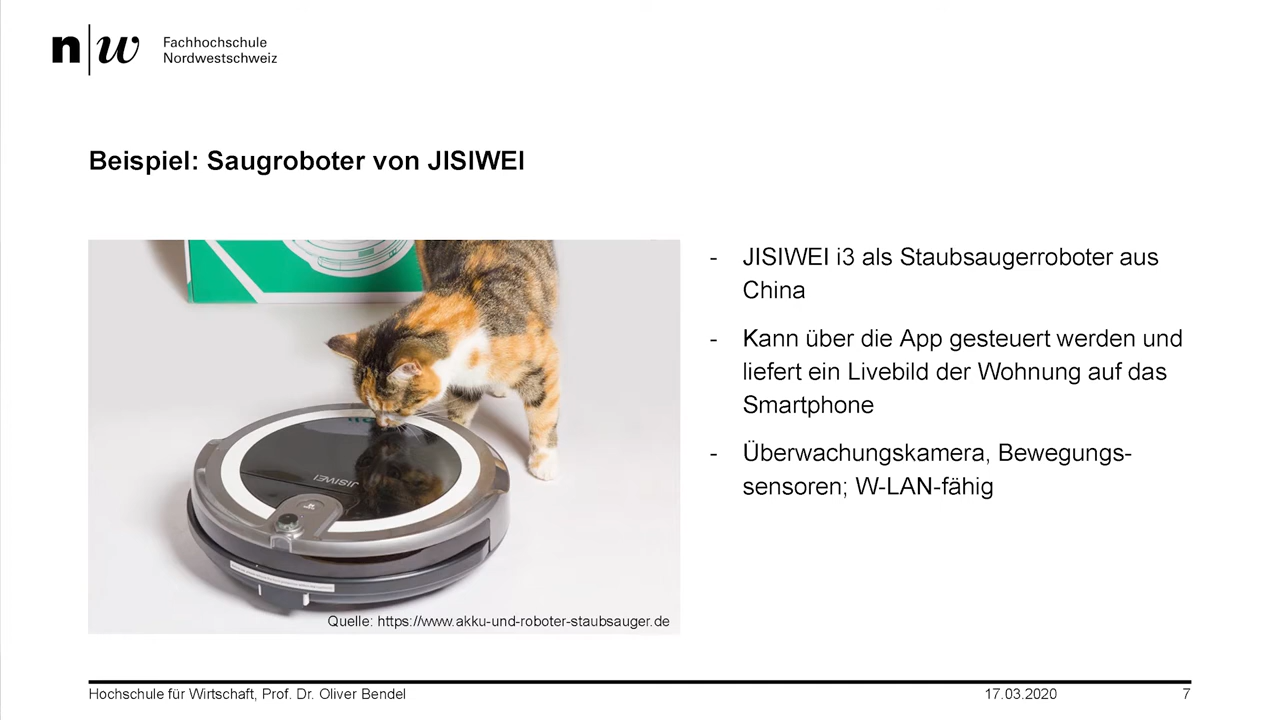 n|w Fachhochschule
Nordwestschweiz
Beispiel: Saugroboter von JISIWEI
- JISIWEI i3 als Staubsaugerroboter aus
China
- Kann über die App gesteuert werden und
liefert ein Livebild der Wohnung auf das
Smartphone
- Überwachungskamera, Bewegungs-
sensoren; W-LAN-fähig
JISIWEI
Quelle: https://www.akku-und-roboter-staubsauger.de
Hochschule für Wirtschaft, Prof. Dr. Oliver Bendel 17.03.2020 7